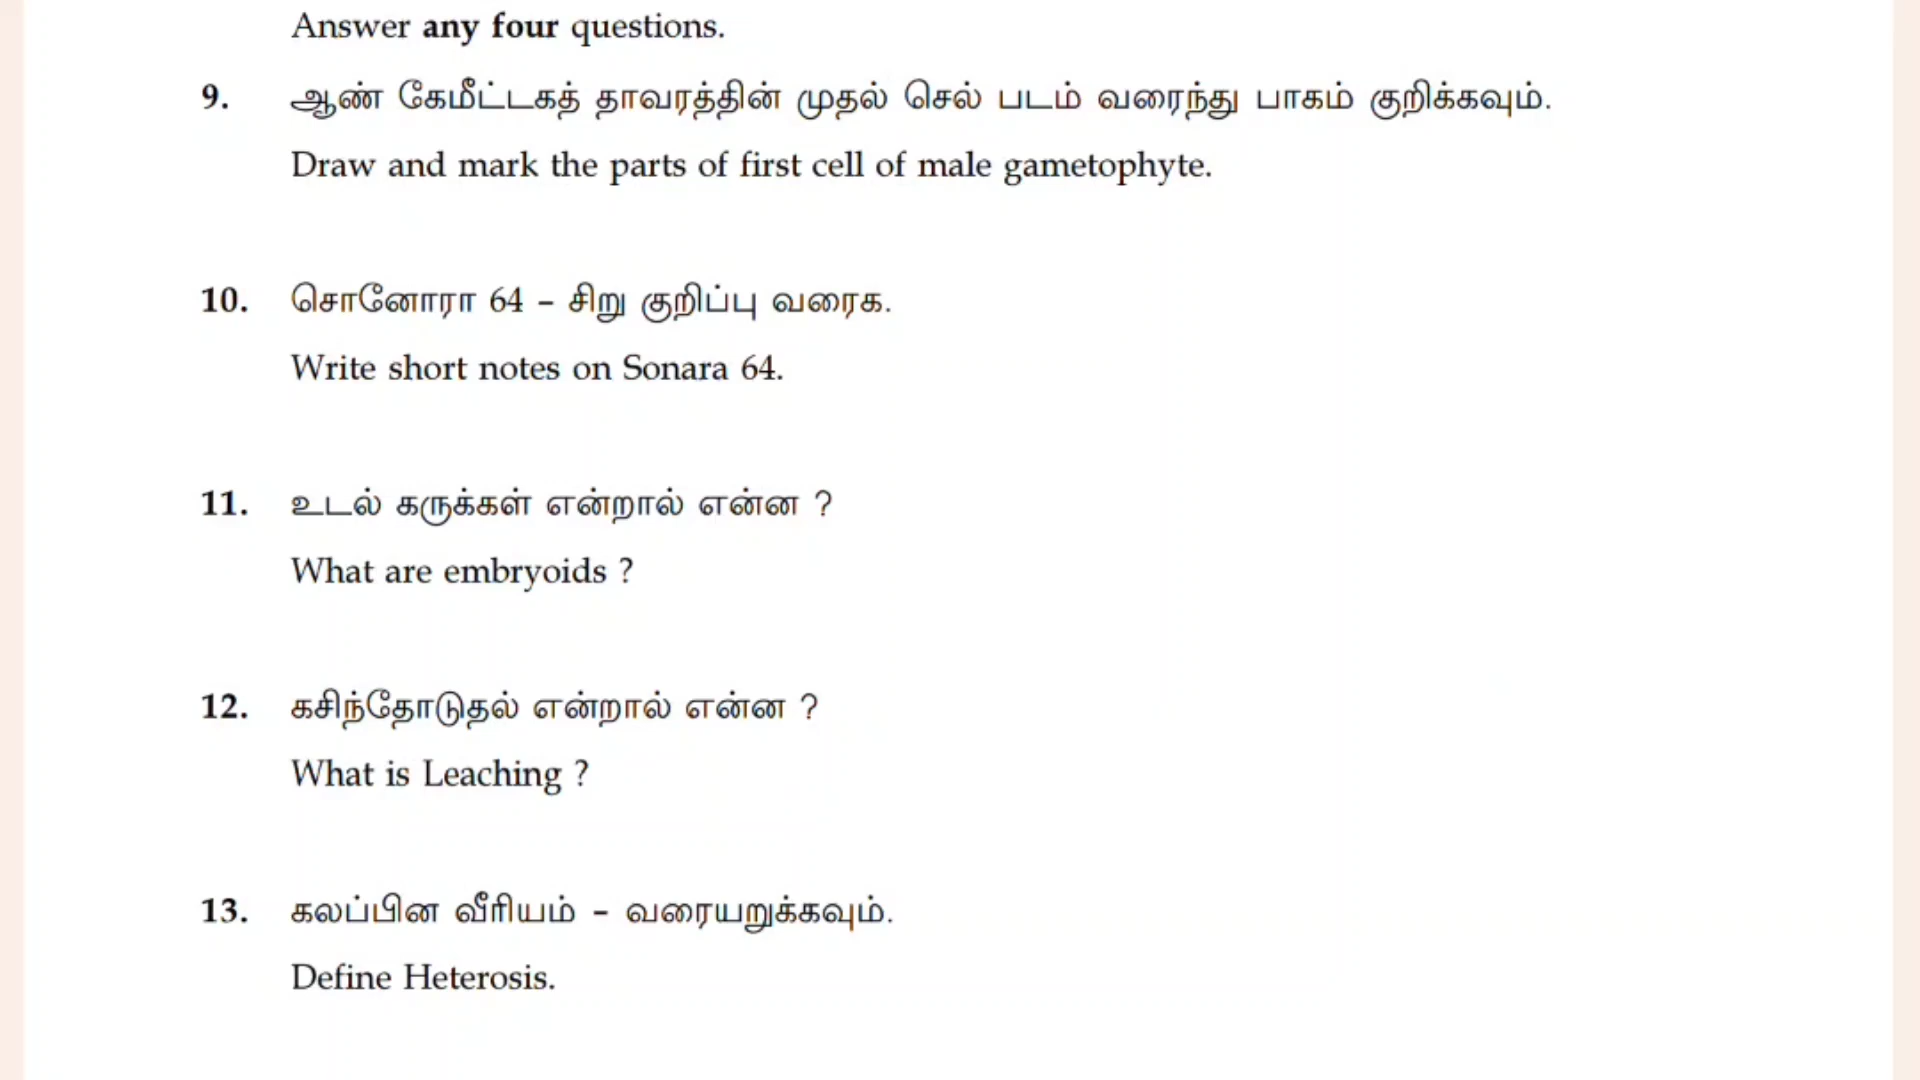 Answer any four questions.
9. ஆண் கேமீட்டகத் தாவரத்தின் முதல் செல் படம் வரைந்து பாகம் குறிக்கவும்.
Draw and mark the parts of first cell of male gametophyte.
10. சொனோரா 64 – சிறு குறிப்பு வரைக.
Write short notes on Sonara 64.
11. உடல் கருக்கள் என்றால் என்ன ?
What are embryoids ?
12. கசிந்தோடுதல் என்றால் என்ன ?
What is Leaching ?
13. கலப்பின வீரியம் – வரையறுக்கவும்.
Define Heterosis.